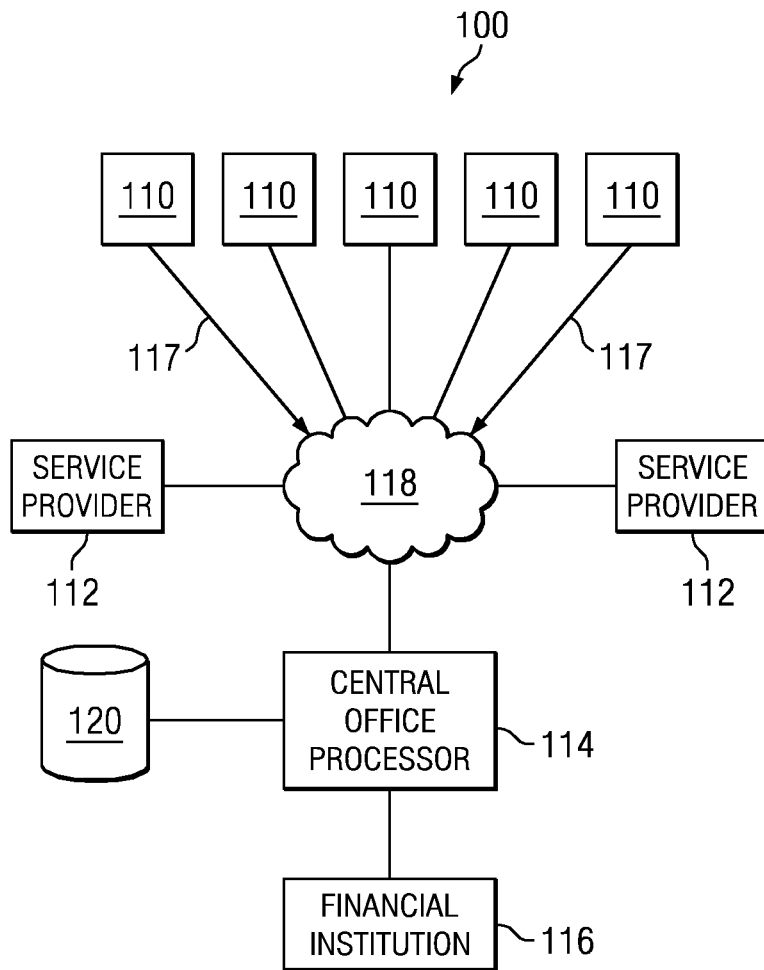 100
110 110 110 110 110
117 117
SERVICE
PROVIDER
118
SERVICE
PROVIDER
112 112
120
CENTRAL
OFFICE
PROCESSOR
114
FINANCIAL
INSTITUTION
116